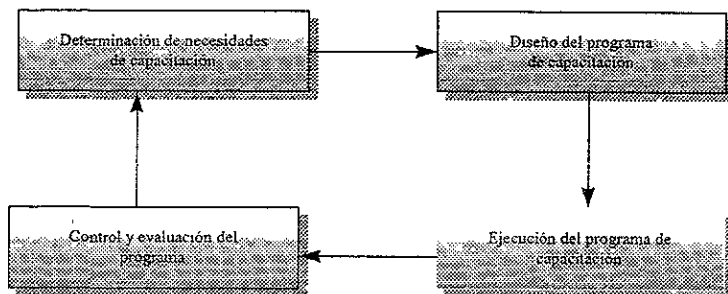 Determinación de necesidades
de capacitación
Diseño del programa
de capacitación
Ejecución del programa de
capacitación
Control y evaluación del
programa